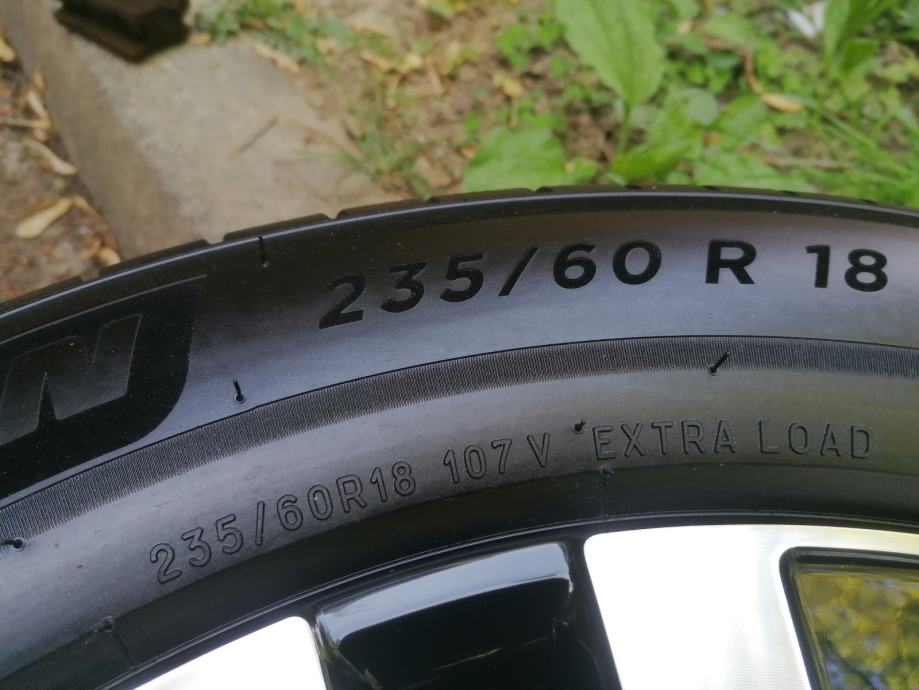 235/60 R 18
N
235/60R18 107 V EXTRA LOAD